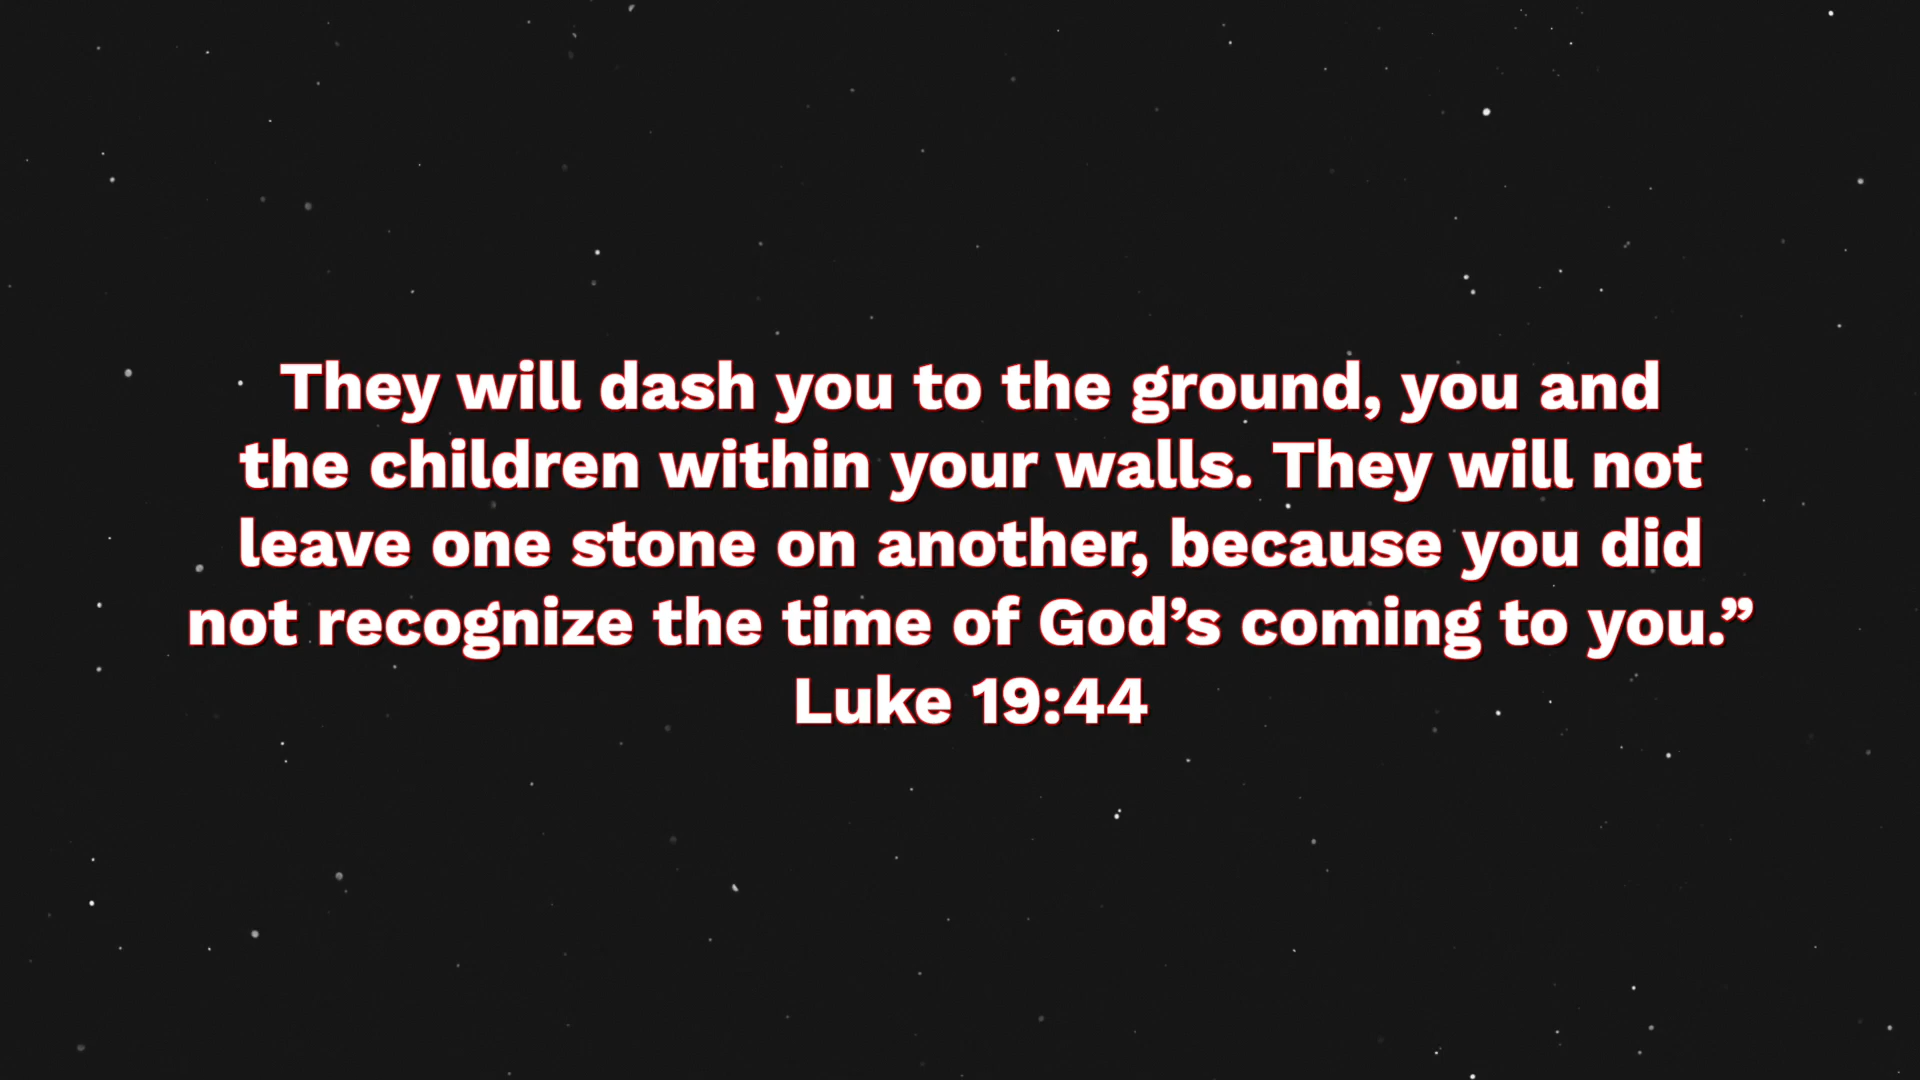 They will dash you to the ground, you and
the children within your walls. They will not
leave one stone on another, because you did
not recognize the time of God’s coming to you.”
Luke 19:44